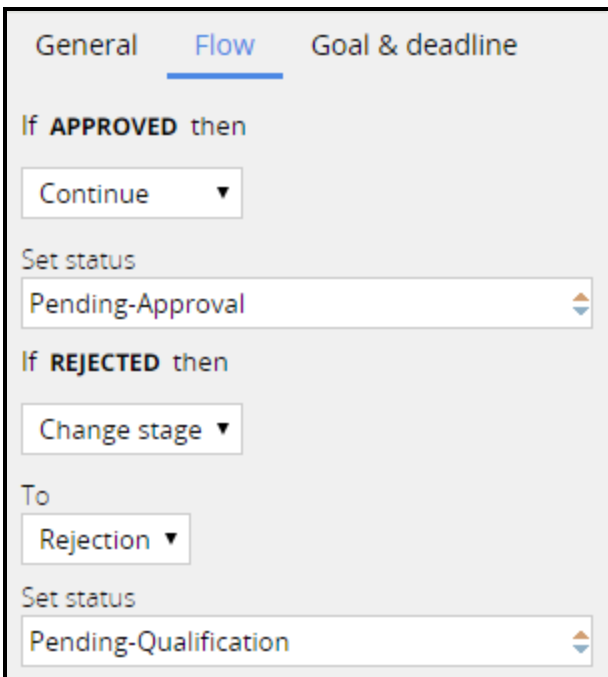 General Flow Goal & deadline
If APPROVED then
Continue
Set status
Pending-Approval
If REJECTED then
Change stage
To
Rejection
Set status
Pending-Qualification